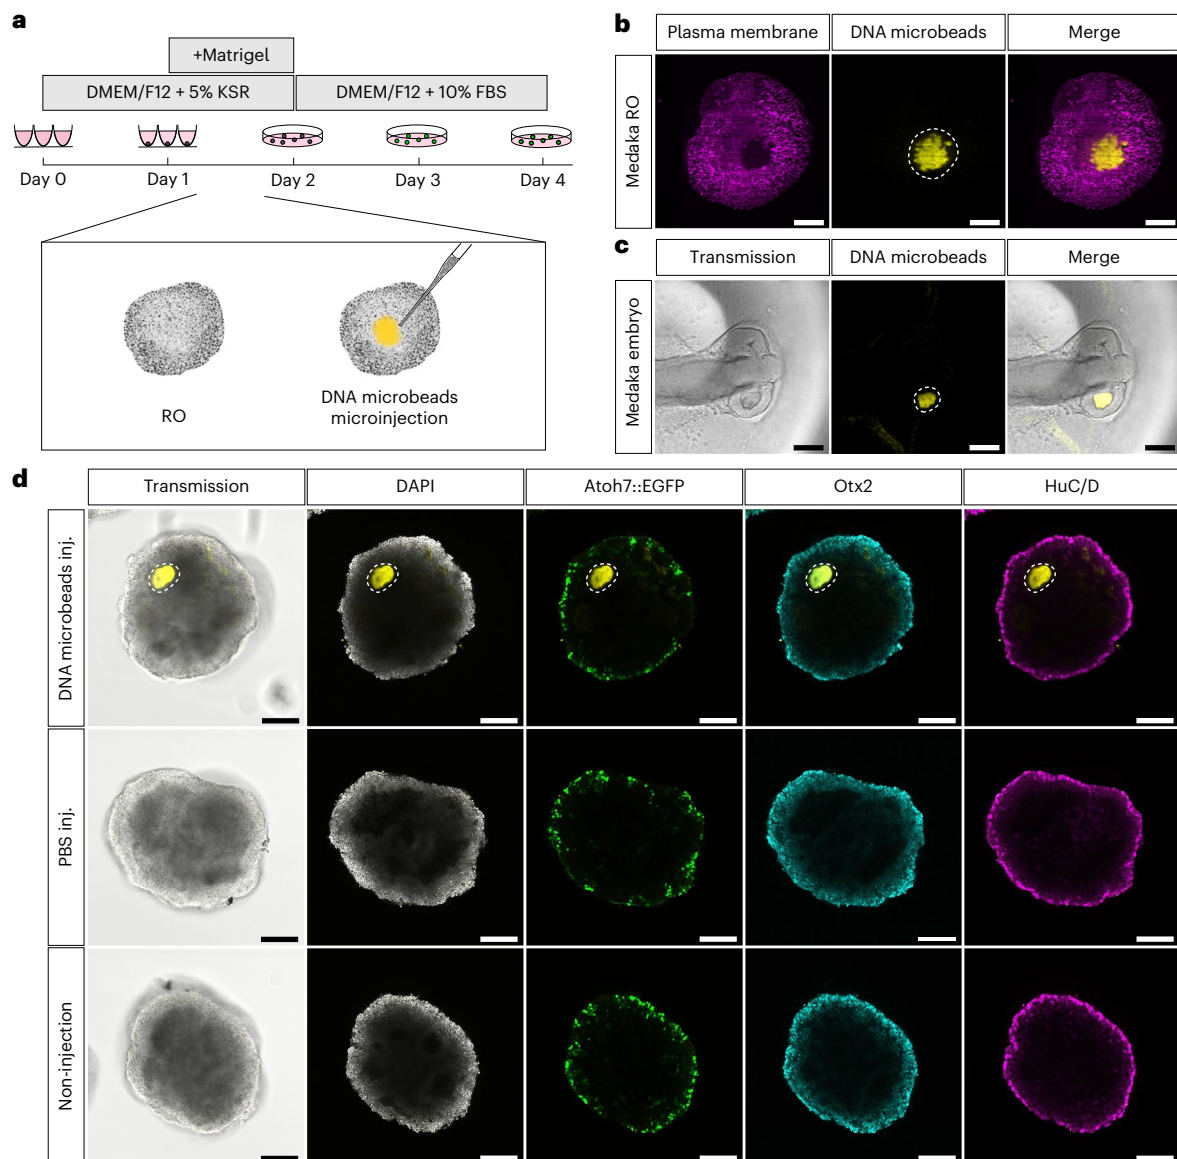 a
+Matrigel
DMEM/F12 + 5% KSR
DMEM/F12 + 10% FBS
Day 0
Day 1
Day 2
Day 3
Day 4
RO
DNA microbeads
microinjection
b
Plasma membrane
DNA microbeads
Merge
Medaka RO
c
Transmission
DNA microbeads
Merge
Medaka embryo
d
Transmission
DAPI
Atoh7::EGFP
Otx2
HuC/D
DNA microbeads inj.
PBS inj.
Non-injection